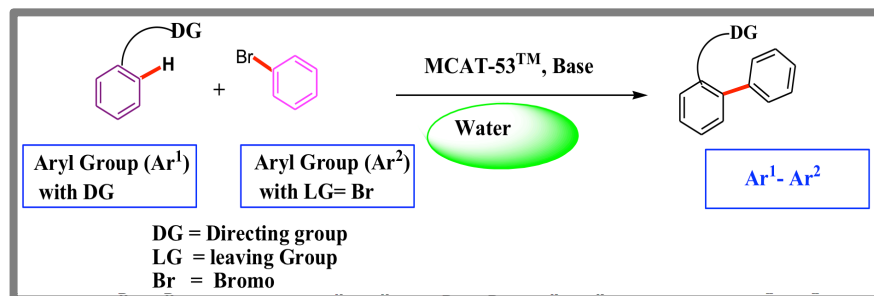 DG
H
Br
+
MCAT-53™, Base
Water
DG
Aryl Group (Ar¹)
with DG
Aryl Group (Ar²)
with LG= Br
Ar¹- Ar²
DG = Directing group
LG = leaving Group
Br = Bromo